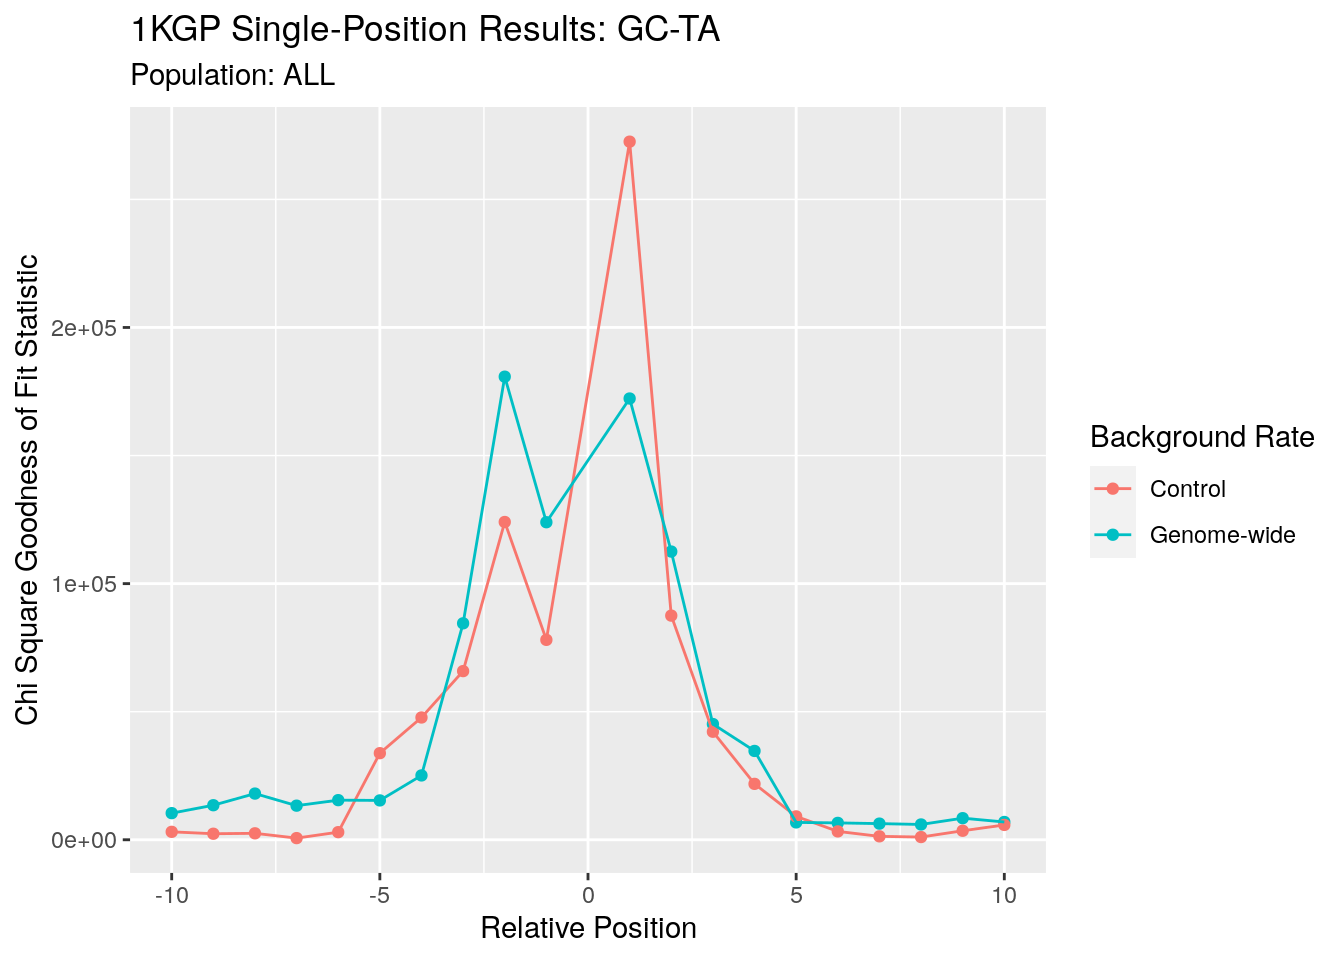 1KGP Single-Position Results: GC-TA
Population: ALL
Chi Square Goodness of Fit Statistic
2e+05
1e+05
0e+00
-10
-5
0
5
10
Relative Position
Background Rate
Control
Genome-wide